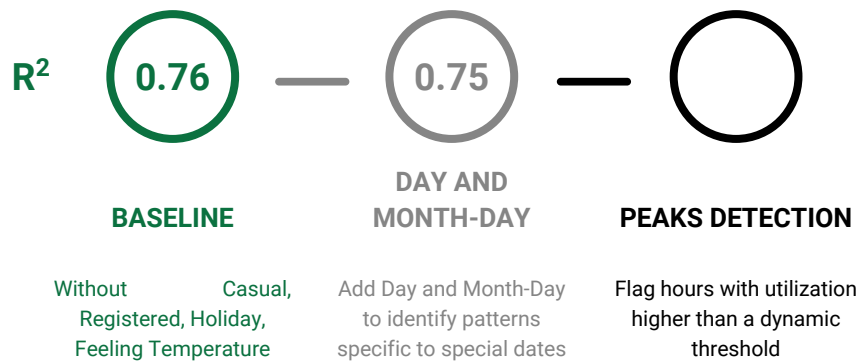 R² 0.76 0.75
BASELINE
DAY AND
MONTH-DAY
PEAKS DETECTION
Without Casual,
Registered, Holiday,
Feeling Temperature
Add Day and Month-Day
to identify patterns
specific to special dates
Flag hours with utilization
higher than a dynamic
threshold